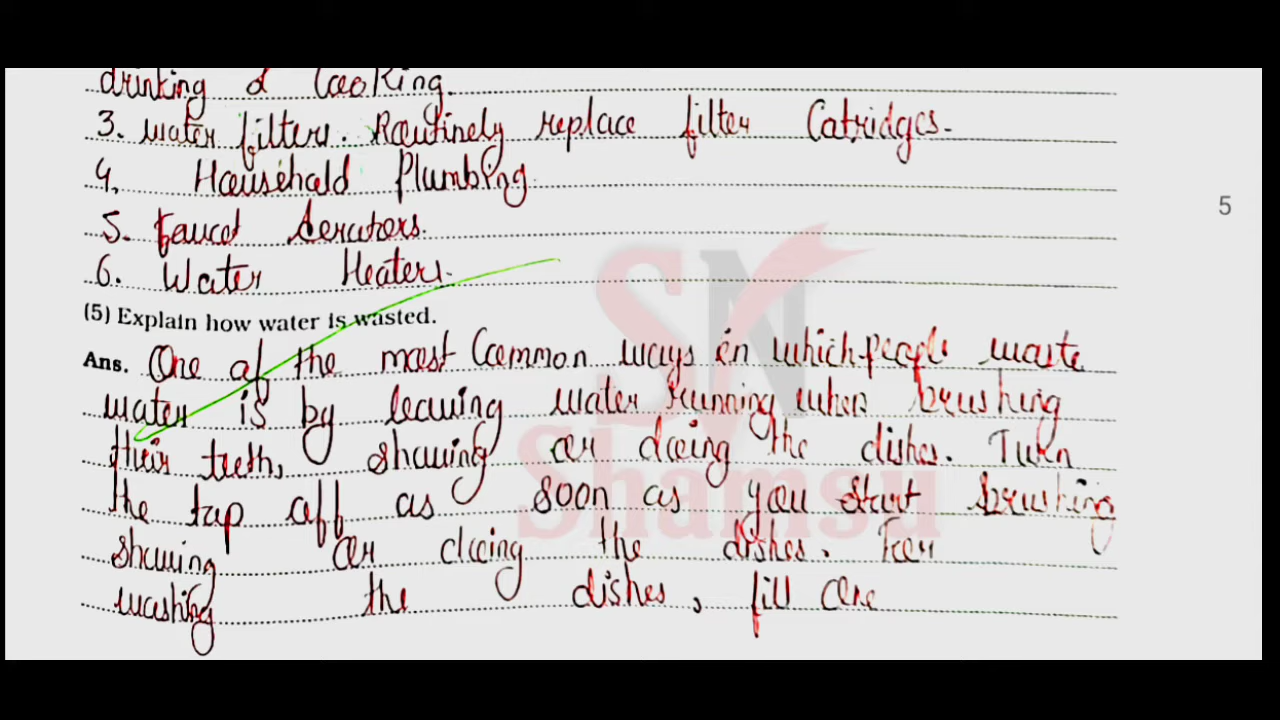 drinking & Cooking.
3. water filters. Routinely replace filter Catridges.
4. Household Plumbing.
5. faucet Aerators.
6. Water Heaters.
5
(5) Explain how water is wasted.
Ans. One of the most Common ways in which people waste
water is by leaving water running when brushing
their teeth, shaving or doing the dishes. Turn
the tap off as soon as you start brushing
shaving or doing the dishes. For
washing the dishes, fill one
SN
Shamsu